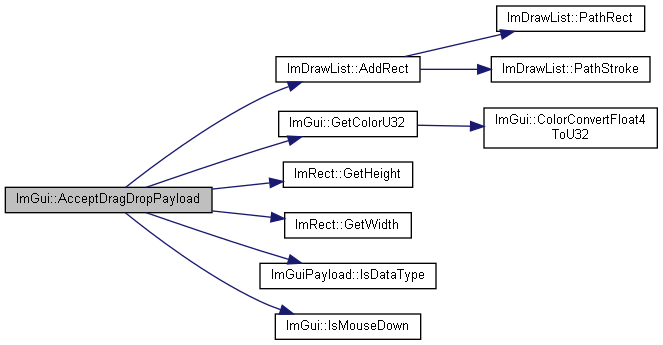 ImGui::AcceptDragDropPayload
ImDrawList::AddRect
ImDrawList::PathRect
ImDrawList::PathStroke
ImGui::GetColorU32
ImGui::ColorConvertFloat4
ToU32
ImRect::GetHeight
ImRect::GetWidth
ImGuiPayload::IsDataType
ImGui::IsMouseDown